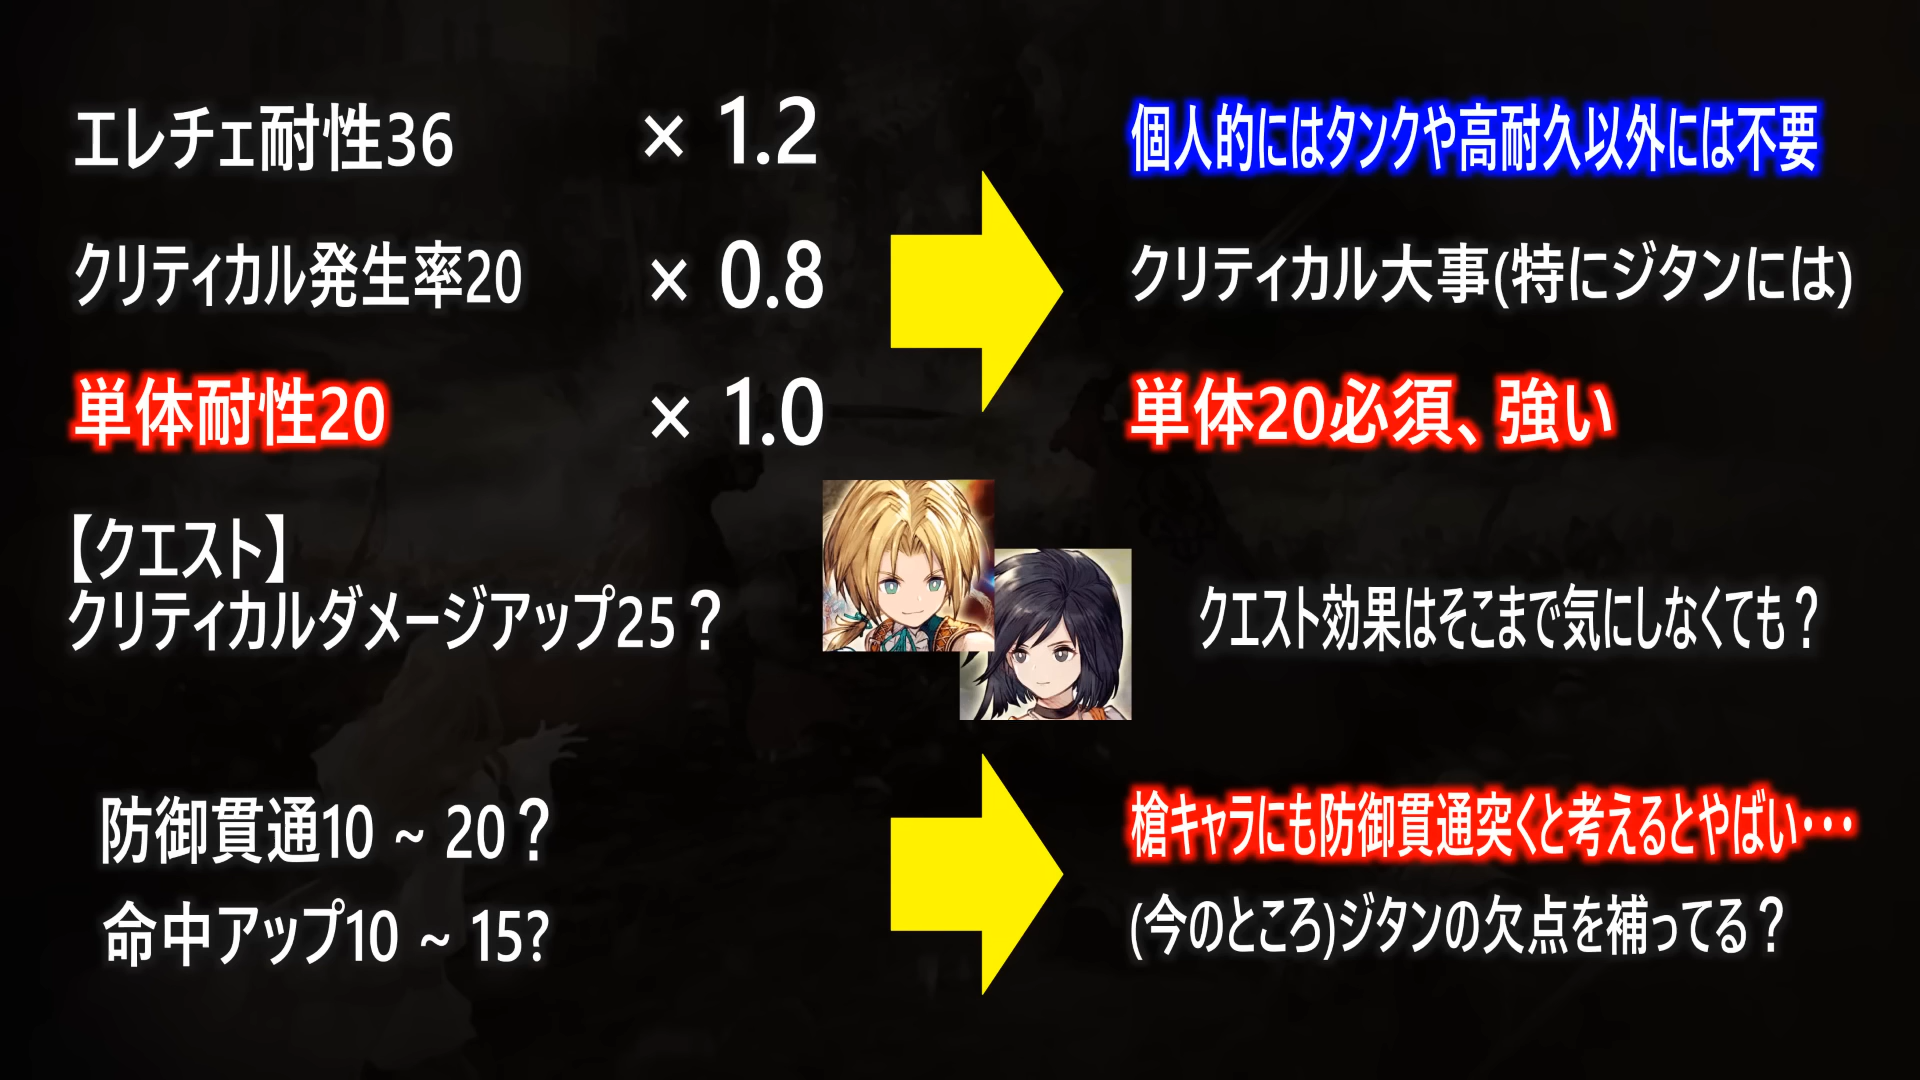 エレチェ耐性36 × 1.2 個人的にはタンクや高耐久以外には不要
クリティカル発生率20 × 0.8 クリティカル大事(特にジタンには)
単体耐性20 × 1.0 単体20必須、強い
【クエスト】
クリティカルダメージアップ25？ クエスト効果はそこまで気にしなくても？
防御貫通10 ~ 20？ 槍キャラにも防御貫通突くと考えるとやばい・・・
命中アップ10 ~ 15? (今のところ)ジタンの欠点を補ってる？